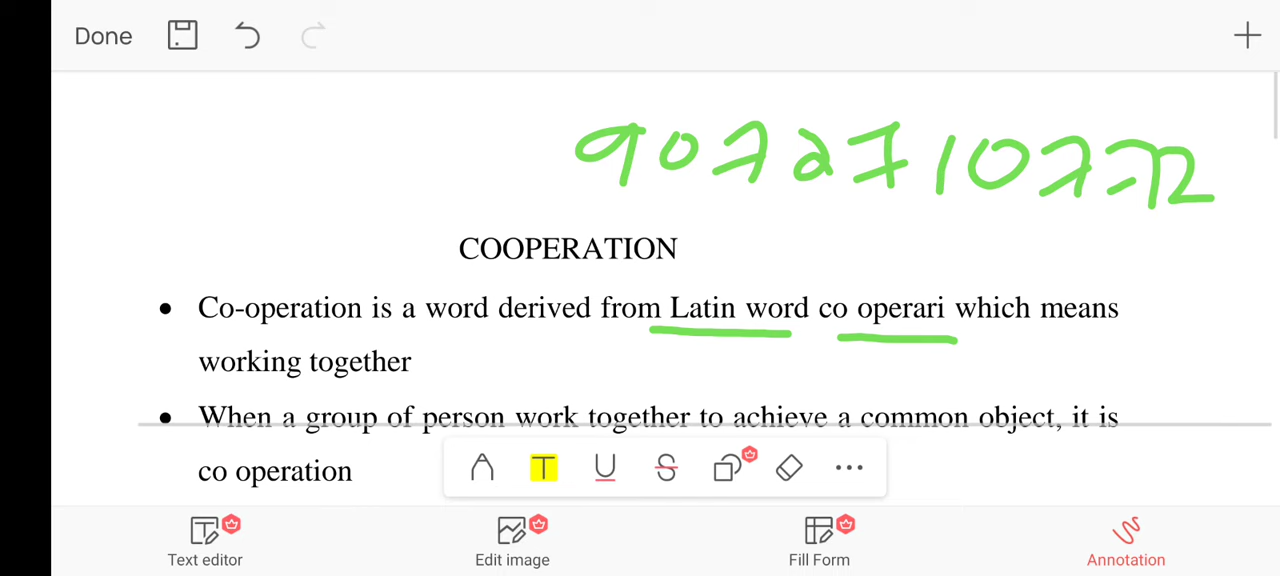 Done
9072710772
COOPERATION
• Co-operation is a word derived from Latin word co operari which means
working together
• When a group of person work together to achieve a common object, it is
co operation
T U S
Text editor Edit image Fill Form Annotation